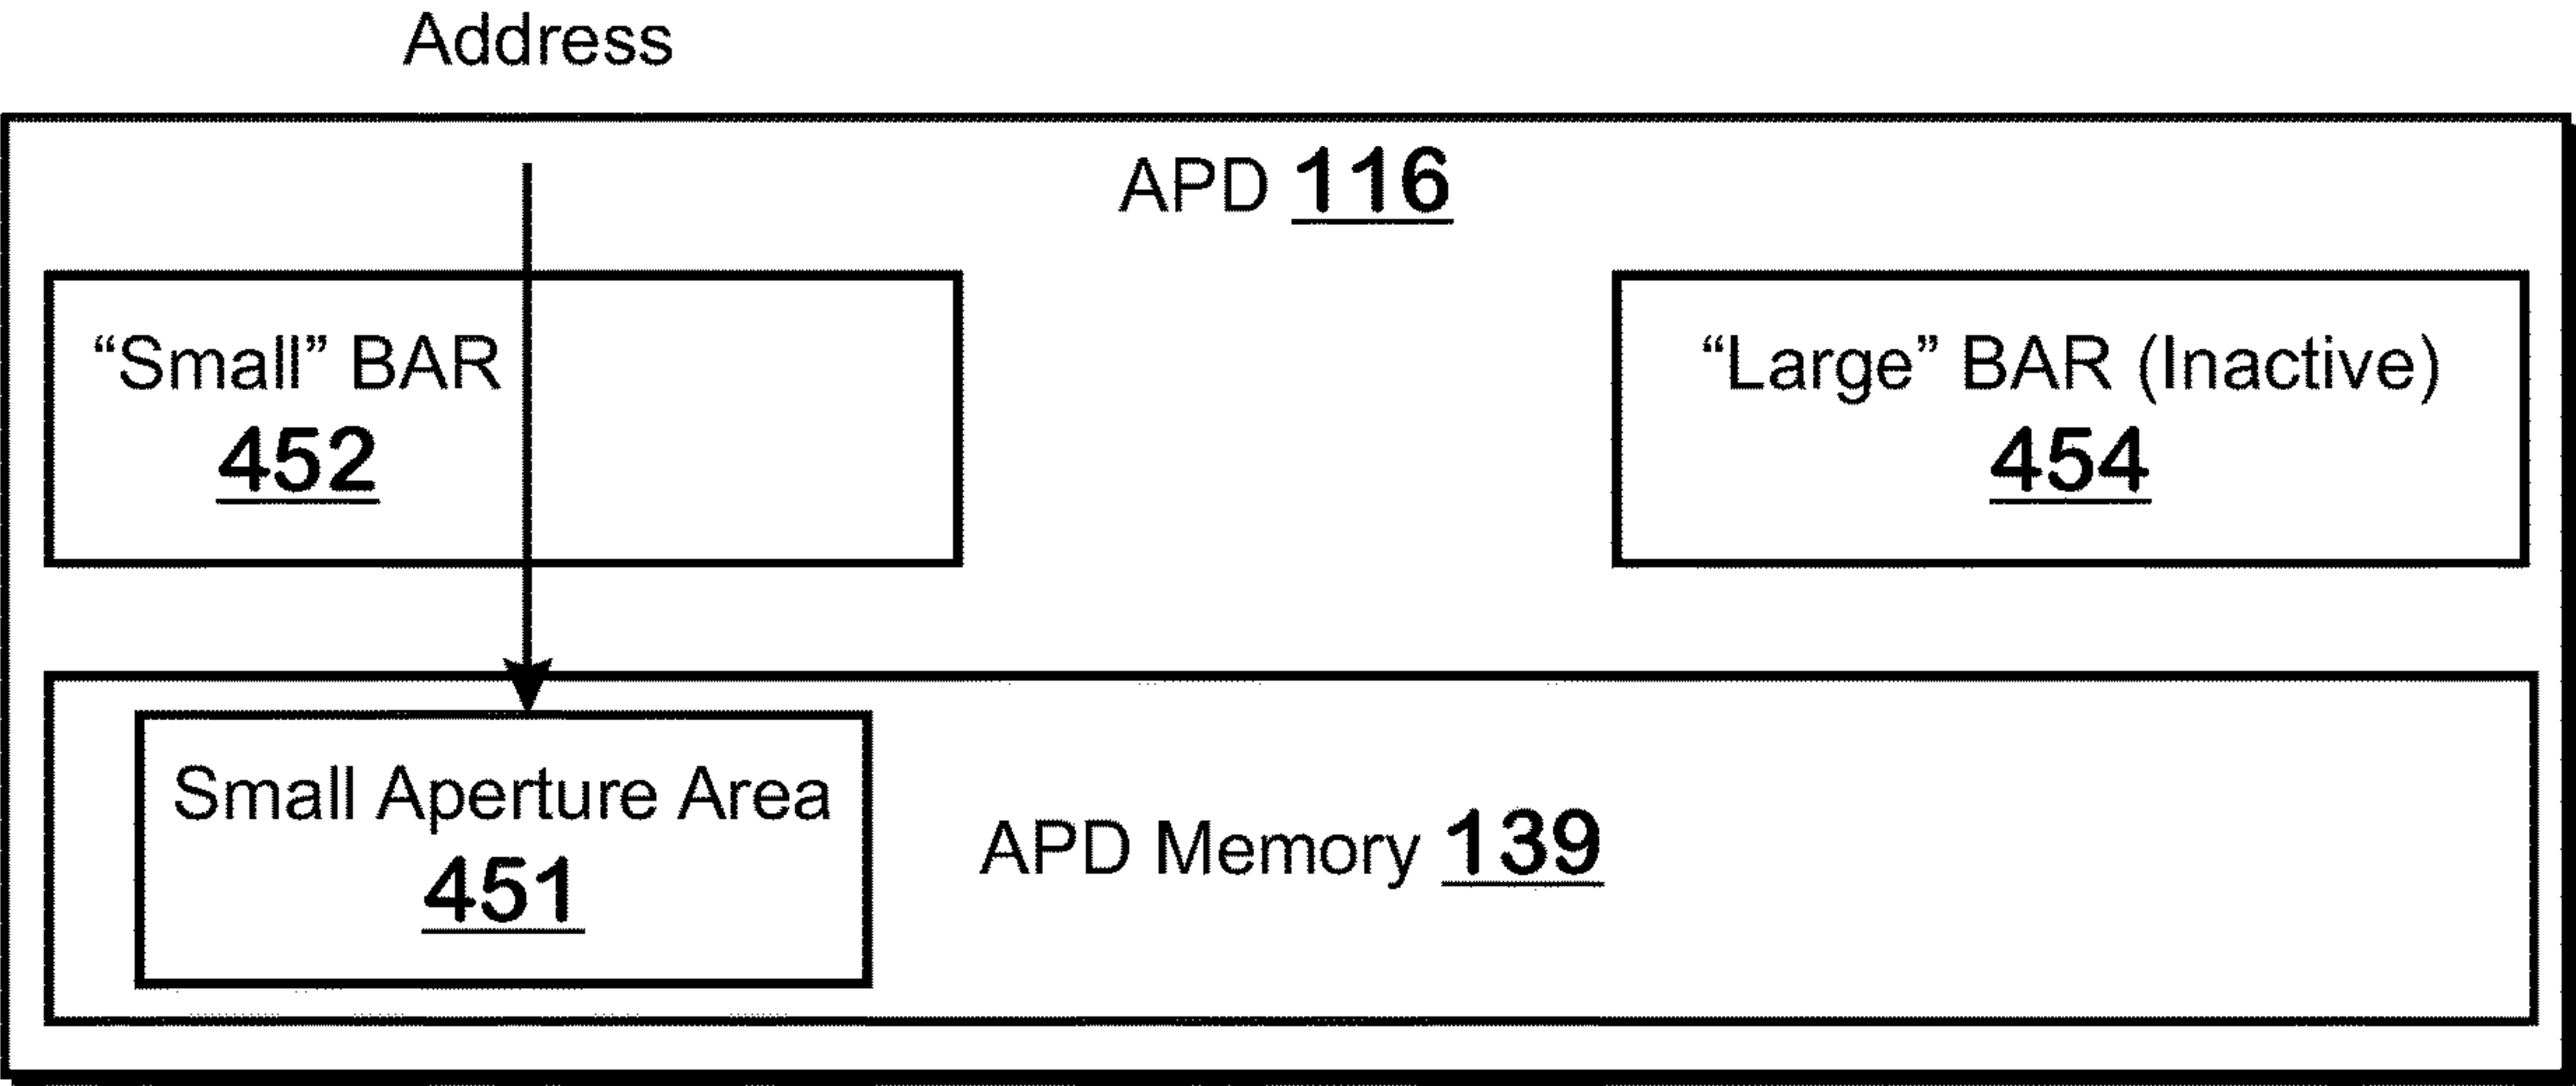 Address
APD 116
“Small” BAR
452
“Large” BAR (Inactive)
454
Small Aperture Area
451
APD Memory 139